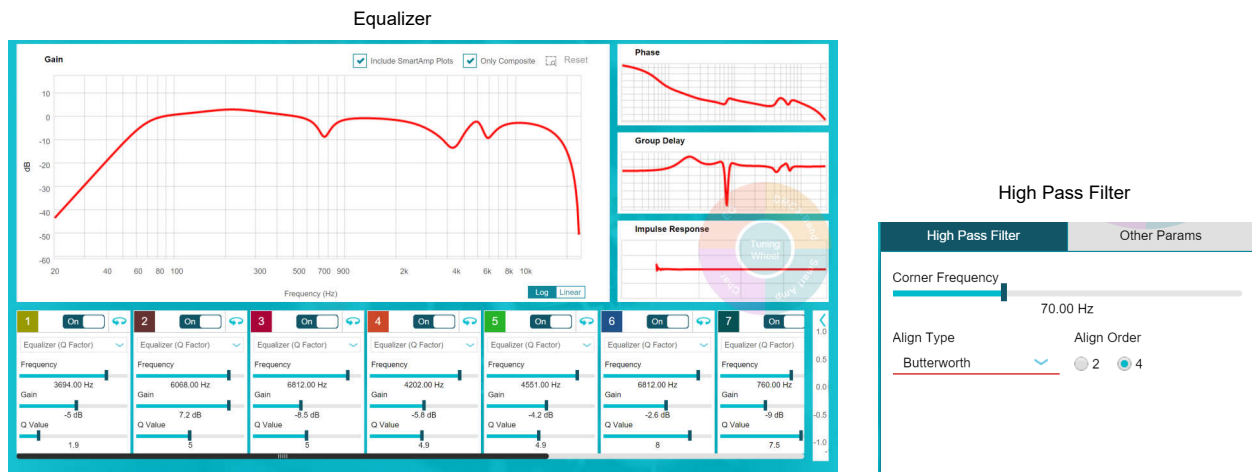 Equalizer
Gain
Include SmartAmp Plots
Only Composite
Reset
10
0
-10
-20
-30
-40
-50
-60
dB
20 40 60 80 100 300 500 700 900 2k 4k 6k 8k 10k
Frequency (Hz)
Log Linear
Phase
Group Delay
Impulse Response
Tuning
Wheel
Smart Amp
1 On
Equalizer (Q Factor)
Frequency
3694.00 Hz
Gain
-5 dB
Q Value
1.9
2 On
Equalizer (Q Factor)
Frequency
6068.00 Hz
Gain
7.2 dB
Q Value
5
3 On
Equalizer (Q Factor)
Frequency
6812.00 Hz
Gain
-8.5 dB
Q Value
5
4 On
Equalizer (Q Factor)
Frequency
4202.00 Hz
Gain
-5.8 dB
Q Value
4.9
5 On
Equalizer (Q Factor)
Frequency
4551.00 Hz
Gain
-4.2 dB
Q Value
4.9
6 On
Equalizer (Q Factor)
Frequency
6812.00 Hz
Gain
-2.6 dB
Q Value
8
7 On
Equalizer (Q Factor)
Frequency
760.00 Hz
Gain
-9 dB
Q Value
7.5
1.0
0.5
0.0
-0.5
-1.0
High Pass Filter
High Pass Filter
Other Params
Corner Frequency
70.00 Hz
Align Type
Align Order
Butterworth
2 4